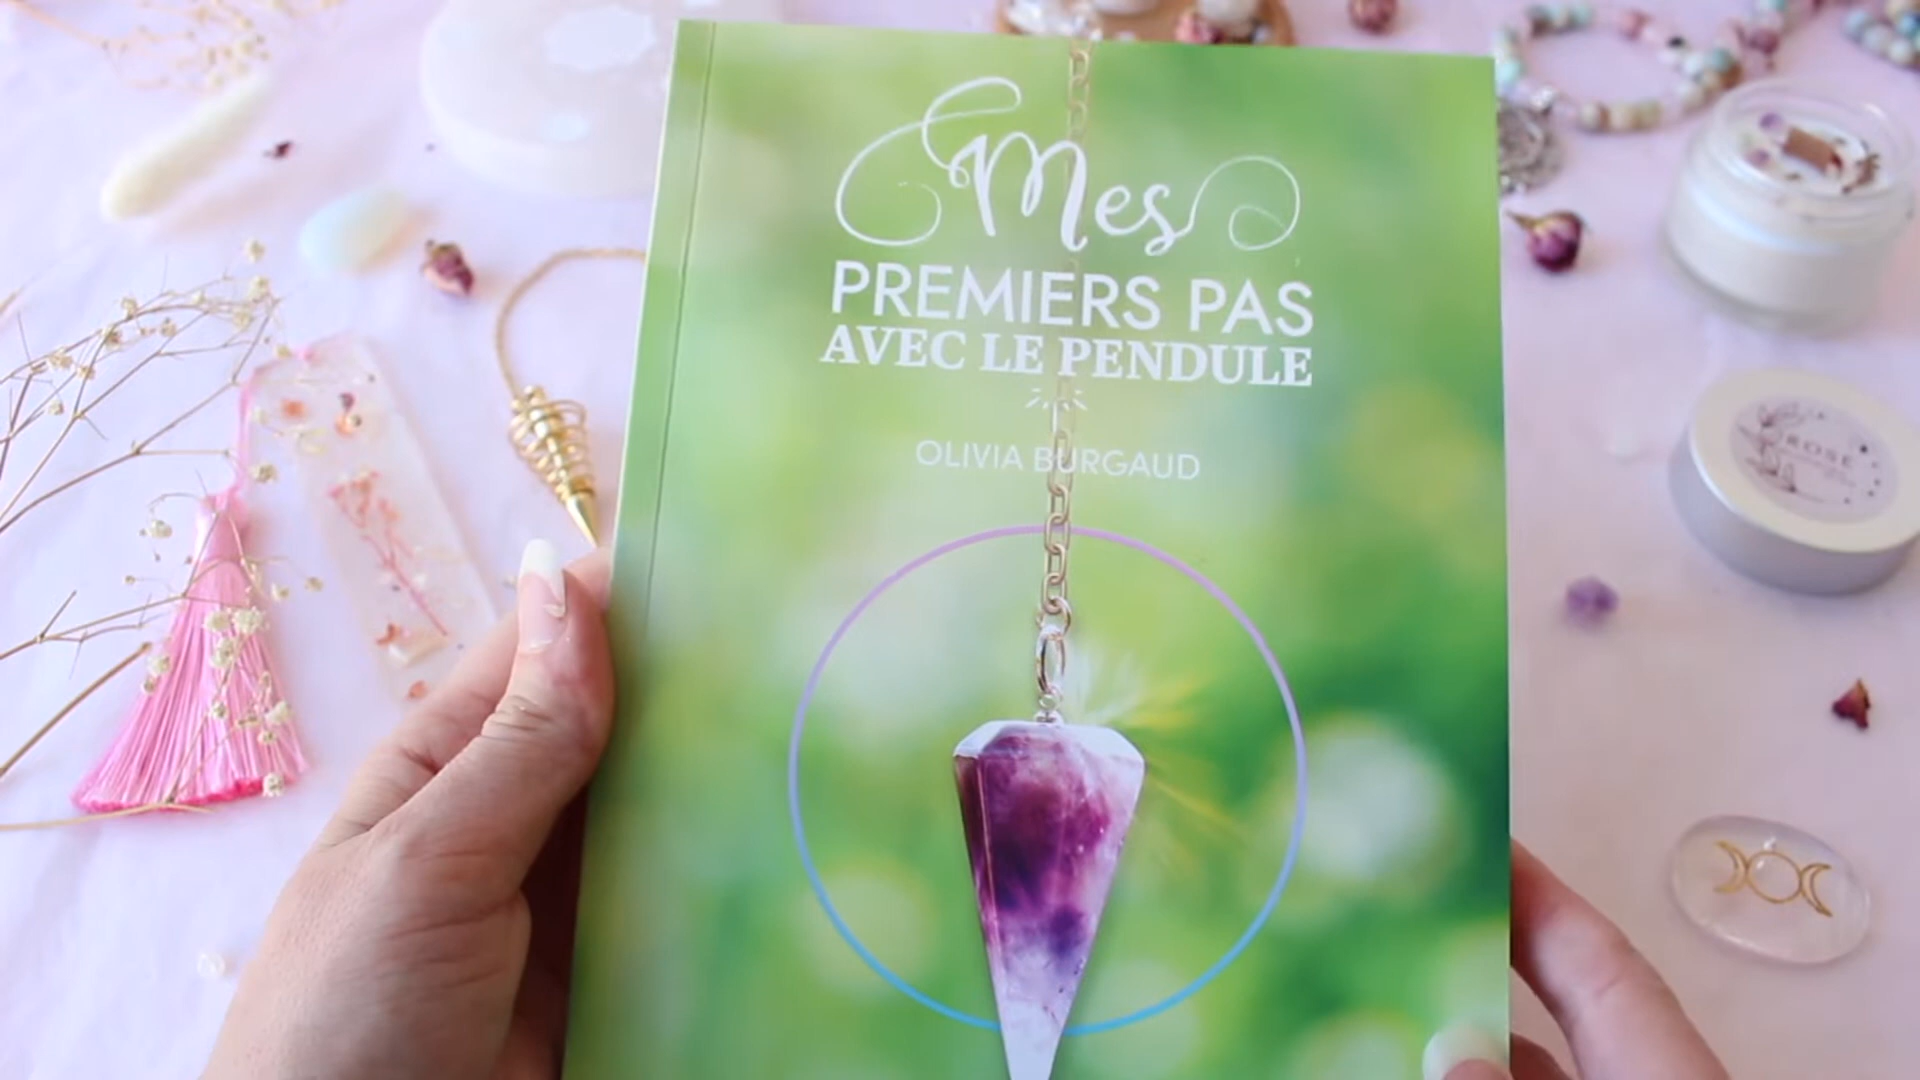 Mes
PREMIERS PAS
AVEC LE PENDULE
OLIVIA BURGAUD
ROSE